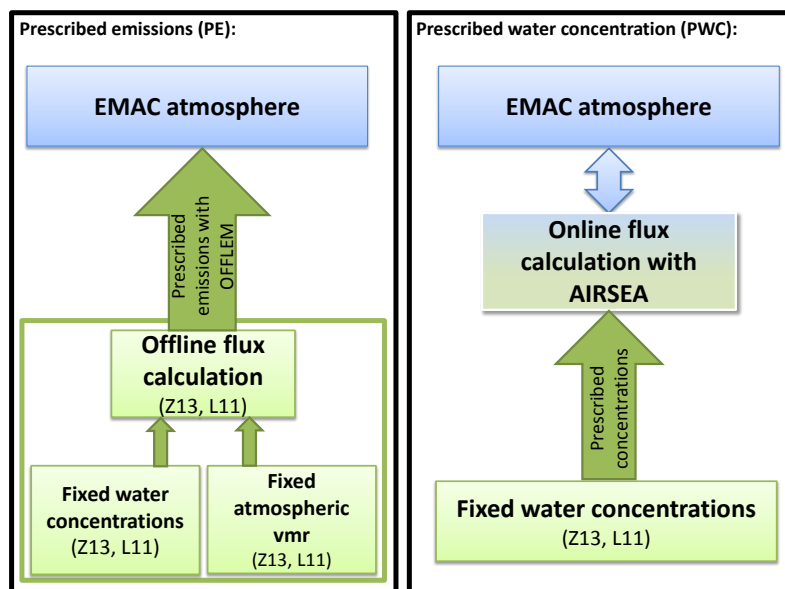 Prescribed emissions (PE):
EMAC atmosphere
Prescribed
emissions with
OFFLEM
Offline flux
calculation
(Z13, L11)
Fixed water
concentrations
(Z13, L11)
Fixed
atmospheric
vmr
(Z13, L11)
Prescribed water concentration (PWC):
EMAC atmosphere
Online flux
calculation with
AIRSEA
Prescribed
concentrations
Fixed water concentrations
(Z13, L11)